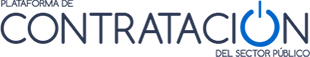 PLATAFORMA DE
CONTRATACIÓN
DEL SECTOR PÚBLICO